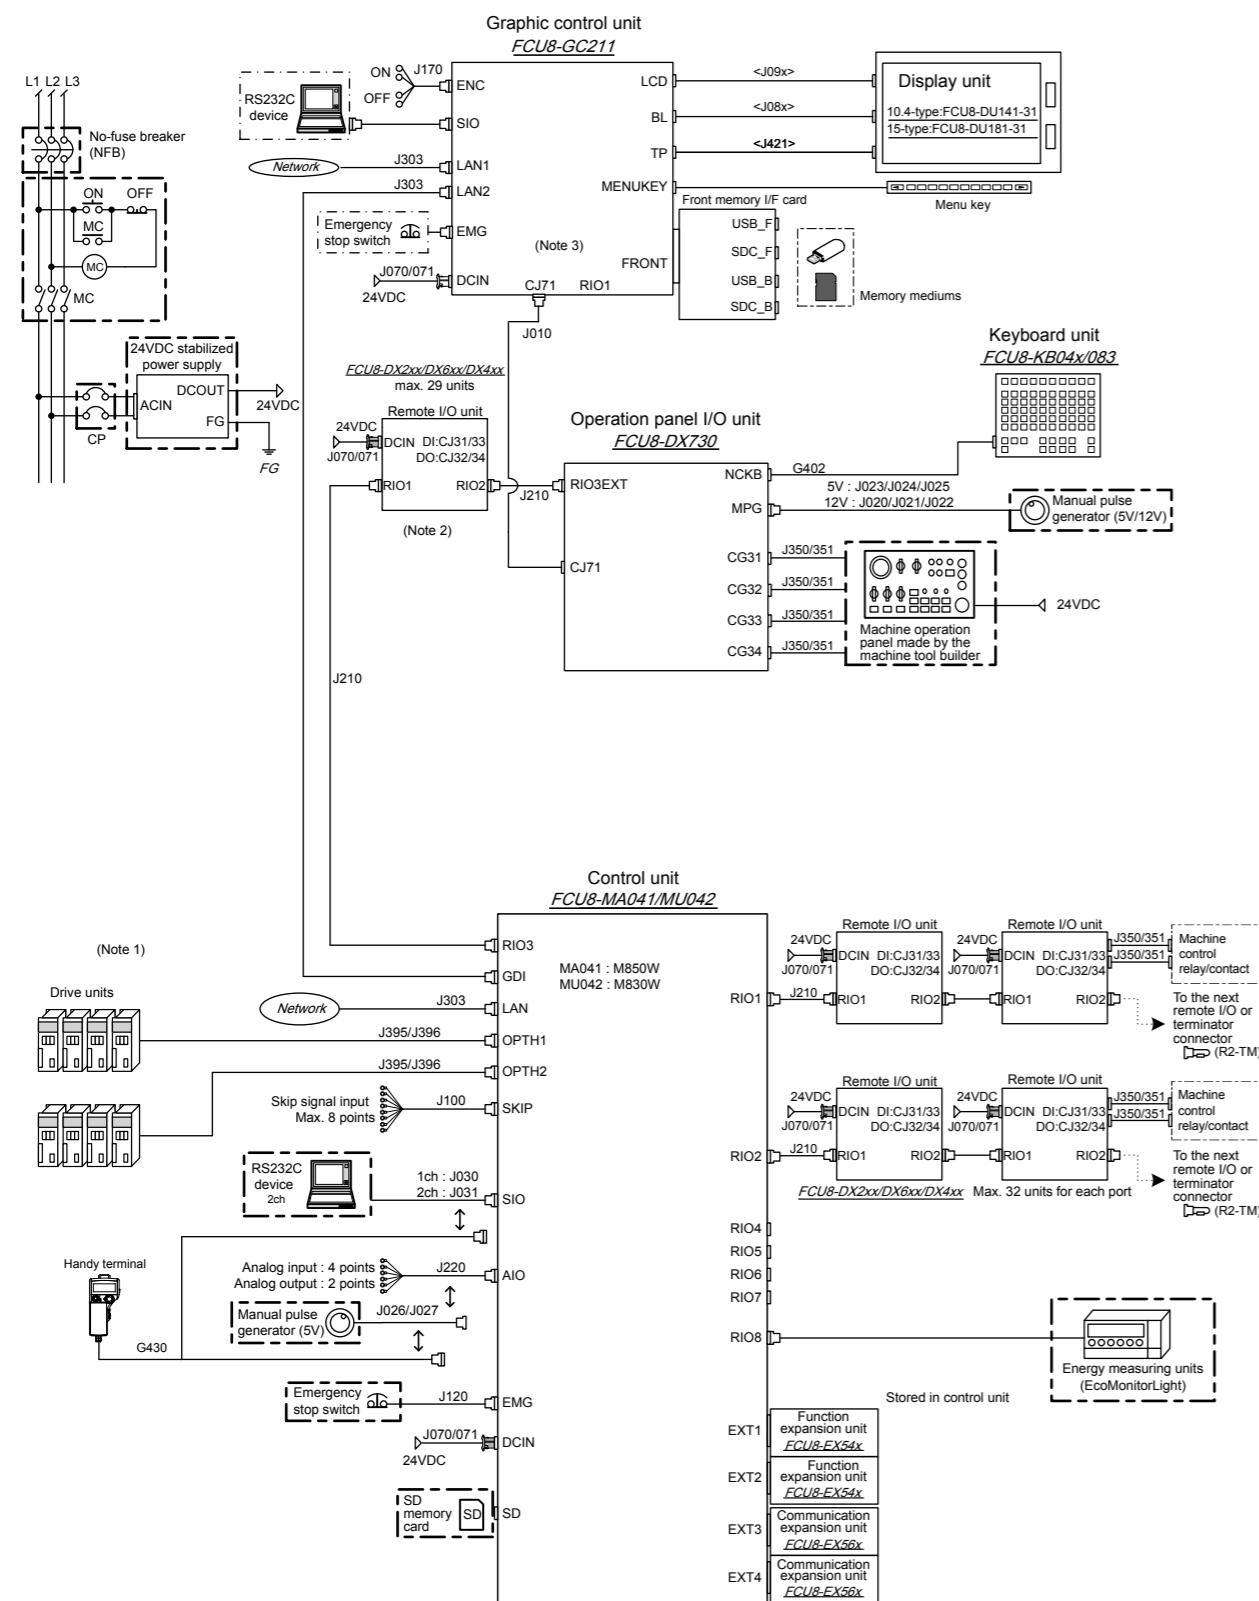 Graphic control unit
FCU8-GC211
L1 L2 L3
No-fuse breaker
(NFB)
ON OFF
MC
MC
MC
24VDC stabilized
power supply
DCOUT
ACIN
FG
24VDC
CP
FG
RS232C
device
ON
OFF
J170
ENC
SIO
Network
J303
LAN1
J303
LAN2
Emergency
stop switch
EMG
J070/071
24VDC
DCIN
(Note 3)
CJ71
RIO1
J010
LCD
BL
TP
MENUKEY
FRONT
<J09x>
<J08x>
<J421>
Display unit
10.4-type:FCU8-DU141-31
15-type:FCU8-DU181-31
Menu key
Front memory I/F card
USB_F
SDC_F
USB_B
SDC_B
Memory mediums
FCU8-DX2xx/DX6xx/DX4xx
max. 29 units
Remote I/O unit
24VDC
J070/071
DCIN DI:CJ31/33
DO:CJ32/34
RIO1 RIO2
(Note 2)
J210
J210
Operation panel I/O unit
FCU8-DX730
RIO3EXT
CJ71
NCKB
MPG
CG31
CG32
CG33
CG34
Keyboard unit
FCU8-KB04x/083
G402
5V : J023/J024/J025
12V : J020/J021/J022
Manual pulse
generator (5V/12V)
J350/351
J350/351
J350/351
J350/351
Machine operation
panel made by the
machine tool builder
24VDC
Control unit
FCU8-MA041/MU042
MA041 : M850W
MU042 : M830W
(Note 1)
Drive units
RIO3
GDI
Network
J303
LAN
J395/J396
OPTH1
J395/J396
OPTH2
Skip signal input
Max. 8 points
J100
SKIP
RS232C
device
2ch
1ch : J030
2ch : J031
SIO
Handy terminal
G430
Analog input : 4 points
Analog output : 2 points
J220
AIO
Manual pulse
generator (5V)
J026/J027
Emergency
stop switch
J120
EMG
J070/071
24VDC
DCIN
SD
memory
card
SD
SD
RIO1
J210
Remote I/O unit
24VDC
J070/071
DCIN DI:CJ31/33
DO:CJ32/34
RIO1 RIO2
Remote I/O unit
24VDC
J070/071
DCIN DI:CJ31/33
DO:CJ32/34
RIO1 RIO2
J350/351
J350/351
Machine
control
relay/contact
To the next
remote I/O or
terminator
connector
(R2-TM)
RIO2
J210
Remote I/O unit
24VDC
J070/071
DCIN DI:CJ31/33
DO:CJ32/34
RIO1 RIO2
Remote I/O unit
24VDC
J070/071
DCIN DI:CJ31/33
DO:CJ32/34
RIO1 RIO2
J350/351
J350/351
Machine
control
relay/contact
To the next
remote I/O or
terminator
connector
(R2-TM)
FCU8-DX2xx/DX6xx/DX4xx Max. 32 units for each port
RIO4
RIO5
RIO6
RIO7
RIO8
Energy measuring units
(EcoMonitorLight)
Stored in control unit
EXT1
Function
expansion unit
FCU8-EX54x
EXT2
Function
expansion unit
FCU8-EX54x
EXT3
Communication
expansion unit
FCU8-EX56x
EXT4
Communication
expansion unit
FCU8-EX56x